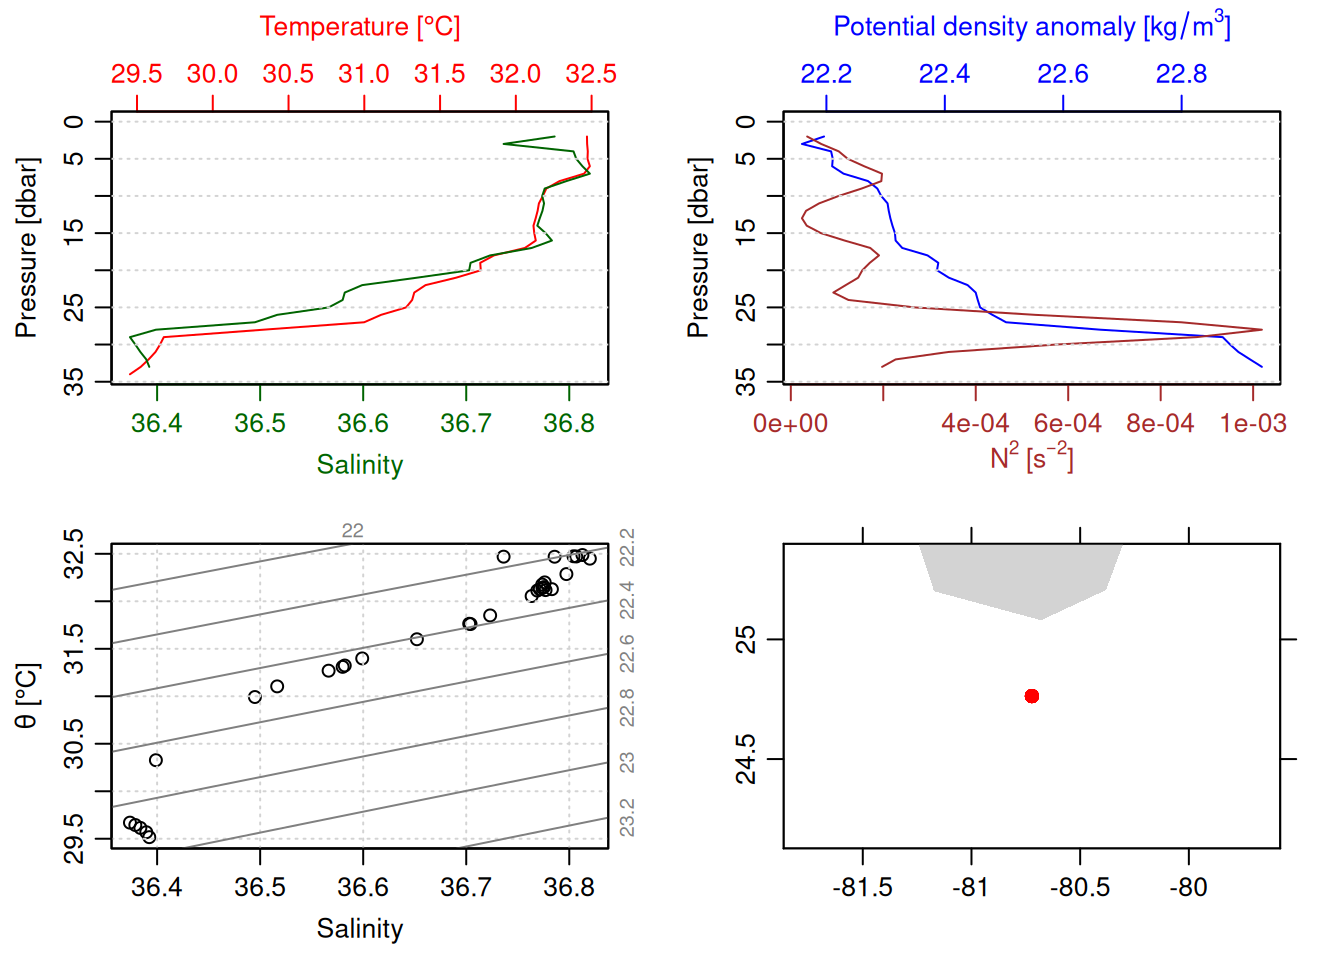 Temperature [°C]
29.5 30.0 30.5 31.0 31.5 32.0 32.5
Pressure [dbar]
0
5
15
25
35
36.4 36.5 36.6 36.7 36.8
Salinity
Potential density anomaly [kg/m³]
22.2 22.4 22.6 22.8
Pressure [dbar]
0
5
15
25
35
0e+00 4e-04 6e-04 8e-04 1e-03
N² [s⁻²]
22
22.2
22.4
22.6
22.8
23
23.2
θ [°C]
32.5
31.5
30.5
29.5
36.4 36.5 36.6 36.7 36.8
Salinity
25
24.5
-81.5 -81 -80.5 -80